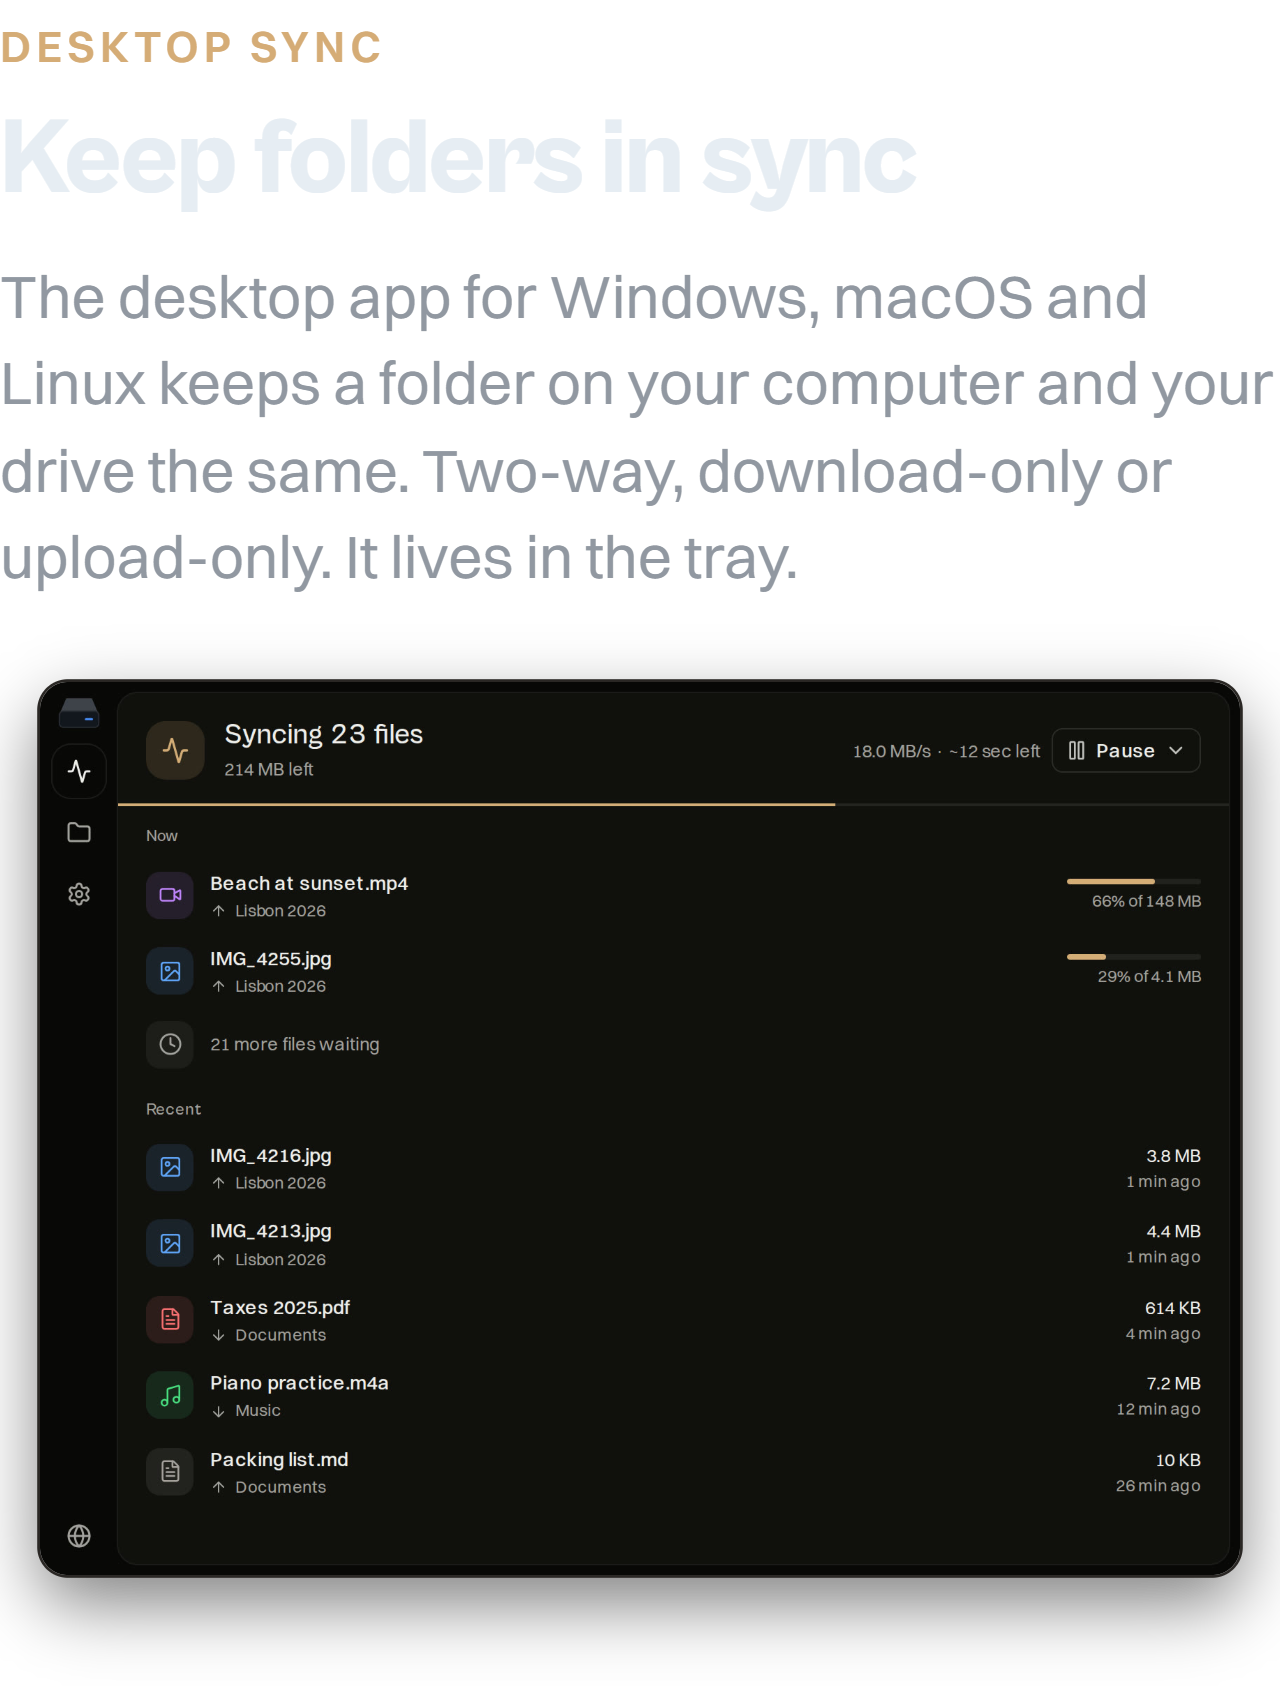 DESKTOP SYNC
Keep folders in sync
The desktop app for Windows, macOS and
Linux keeps a folder on your computer and your
drive the same. Two-way, download-only or
upload-only. It lives in the tray.
Syncing 23 files
214 MB left
18.0 MB/s · ~12 sec left
Pause
Now
Beach at sunset.mp4
↑ Lisbon 2026
66% of 148 MB
IMG_4255.jpg
↑ Lisbon 2026
29% of 4.1 MB
21 more files waiting
Recent
IMG_4216.jpg
3.8 MB
↑ Lisbon 2026
1 min ago
IMG_4213.jpg
4.4 MB
↑ Lisbon 2026
1 min ago
Taxes 2025.pdf
614 KB
↓ Documents
4 min ago
Piano practice.m4a
7.2 MB
↓ Music
12 min ago
Packing list.md
10 KB
↑ Documents
26 min ago